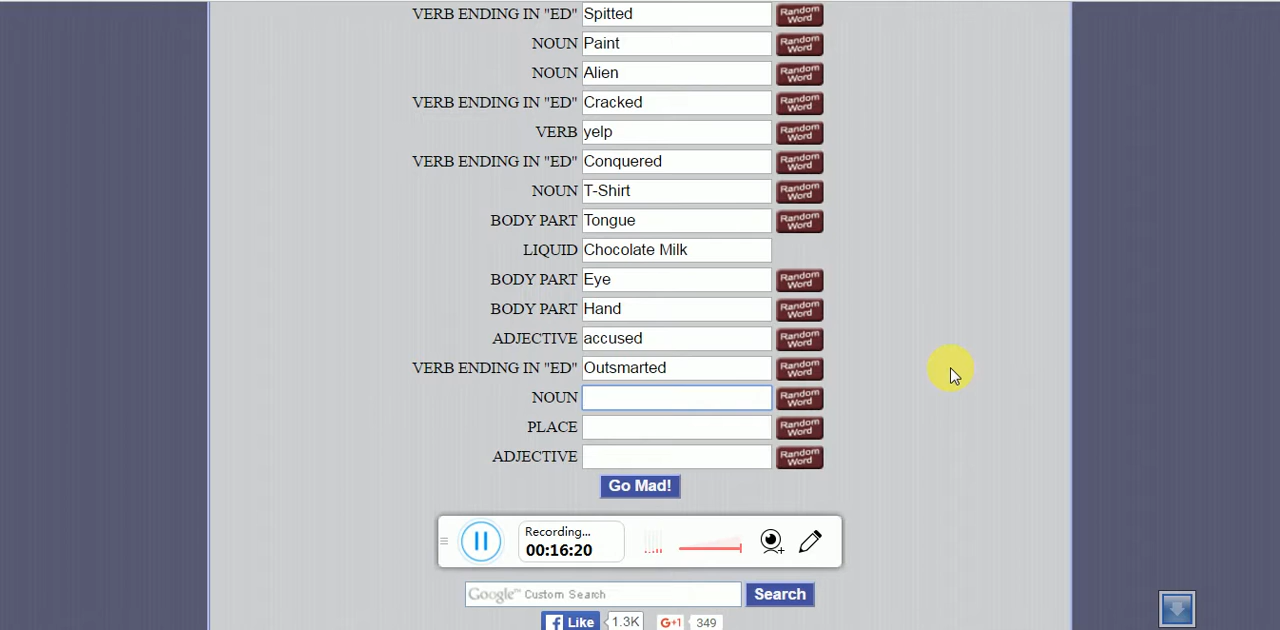 VERB ENDING IN "ED" Spitted Random Word
NOUN Paint Random Word
NOUN Alien Random Word
VERB ENDING IN "ED" Cracked Random Word
VERB yelp Random Word
VERB ENDING IN "ED" Conquered Random Word
NOUN T-Shirt Random Word
BODY PART Tongue Random Word
LIQUID Chocolate Milk
BODY PART Eye Random Word
BODY PART Hand Random Word
ADJECTIVE accused Random Word
VERB ENDING IN "ED" Outsmarted Random Word
NOUN Random Word
PLACE Random Word
ADJECTIVE Random Word
Go Mad!
Recording...
00:16:20
Google™ Custom Search Search
f Like 1.3K G+1 349